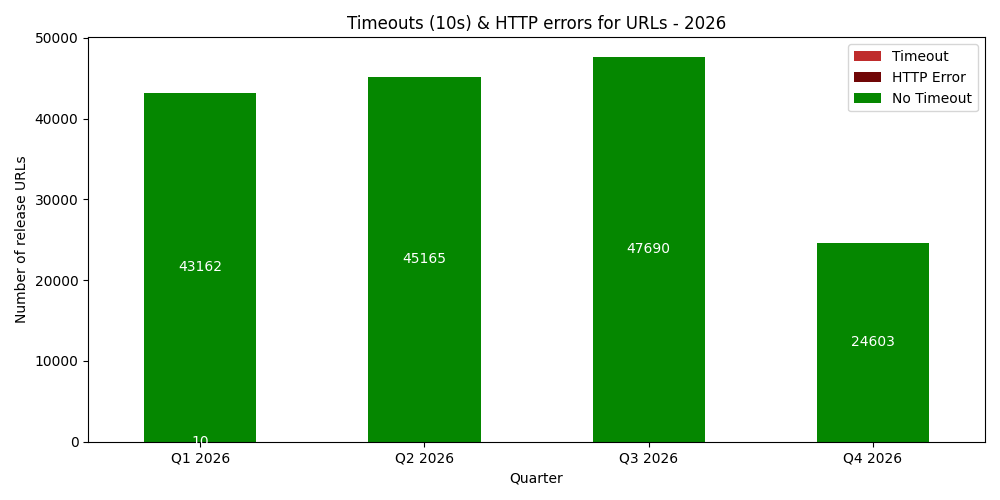 Timeouts (10s) & HTTP errors for URLs - 2026
50000
40000
30000
20000
10000
0
Number of release URLs
Timeout
HTTP Error
No Timeout
43162
45165
47690
24603
10
Q1 2026
Q2 2026
Q3 2026
Q4 2026
Quarter